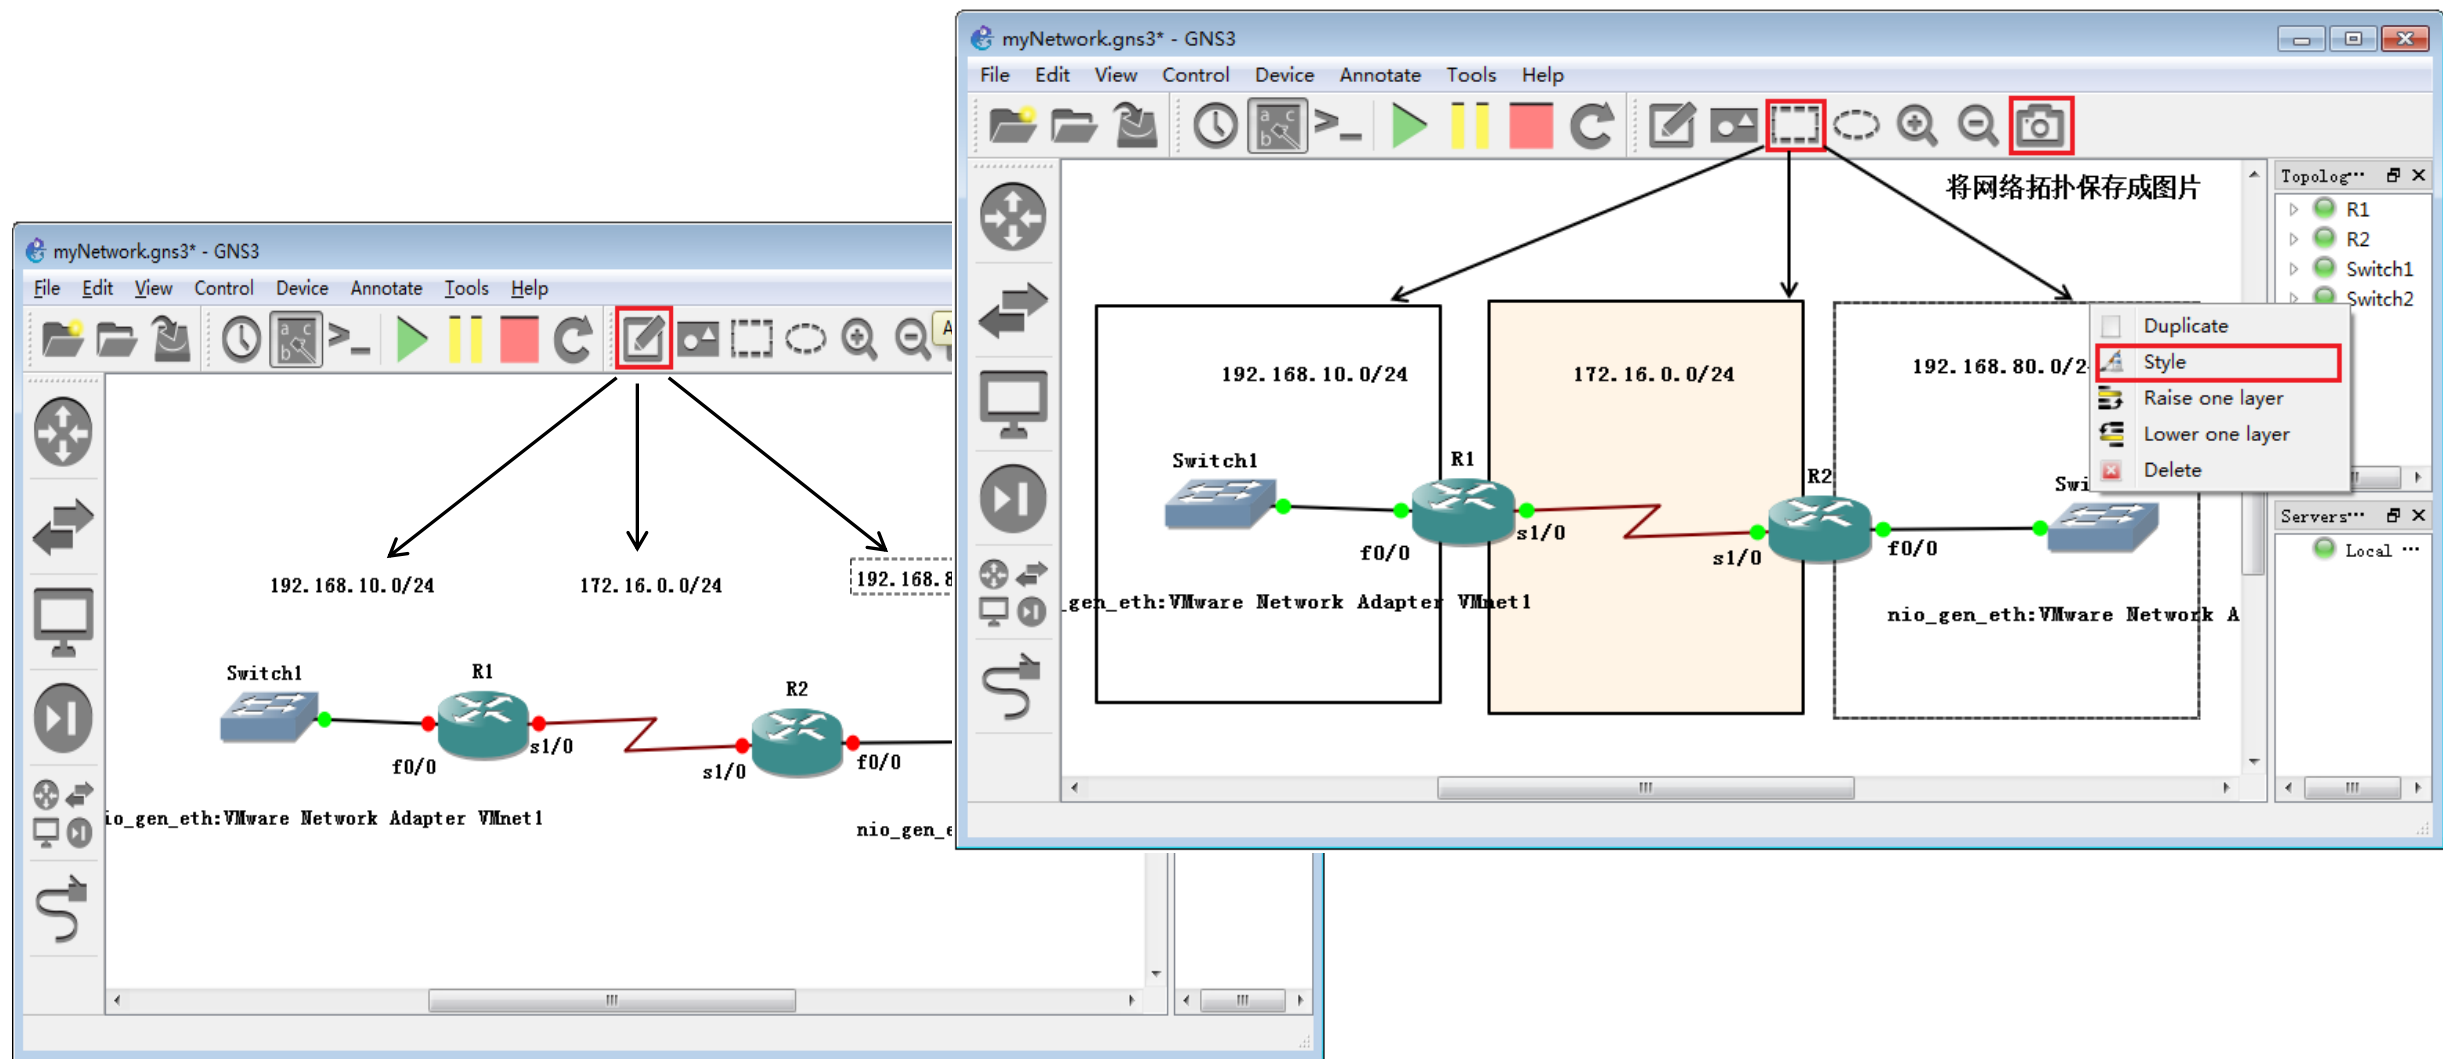 myNetwork.gns3* - GNS3
File Edit View Control Device Annotate Tools Help
将网络拓扑保存成图片
192.168.10.0/24
172.16.0.0/24
192.168.80.0/2
Switch1
R1
R2
Swi
f0/0
s1/0
s1/0
f0/0
_gen_eth:VMware Network Adapter VMnet1
nio_gen_eth:VMware Network A
Duplicate
Style
Raise one layer
Lower one layer
Delete
Topolog···
R1
R2
Switch1
Switch2
Servers···
Local ···
myNetwork.gns3* - GNS3
File Edit View Control Device Annotate Tools Help
A
192.168.10.0/24
172.16.0.0/24
192.168.8
Switch1
R1
R2
f0/0
s1/0
s1/0
f0/0
io_gen_eth:VMware Network Adapter VMnet1
nio_gen_e